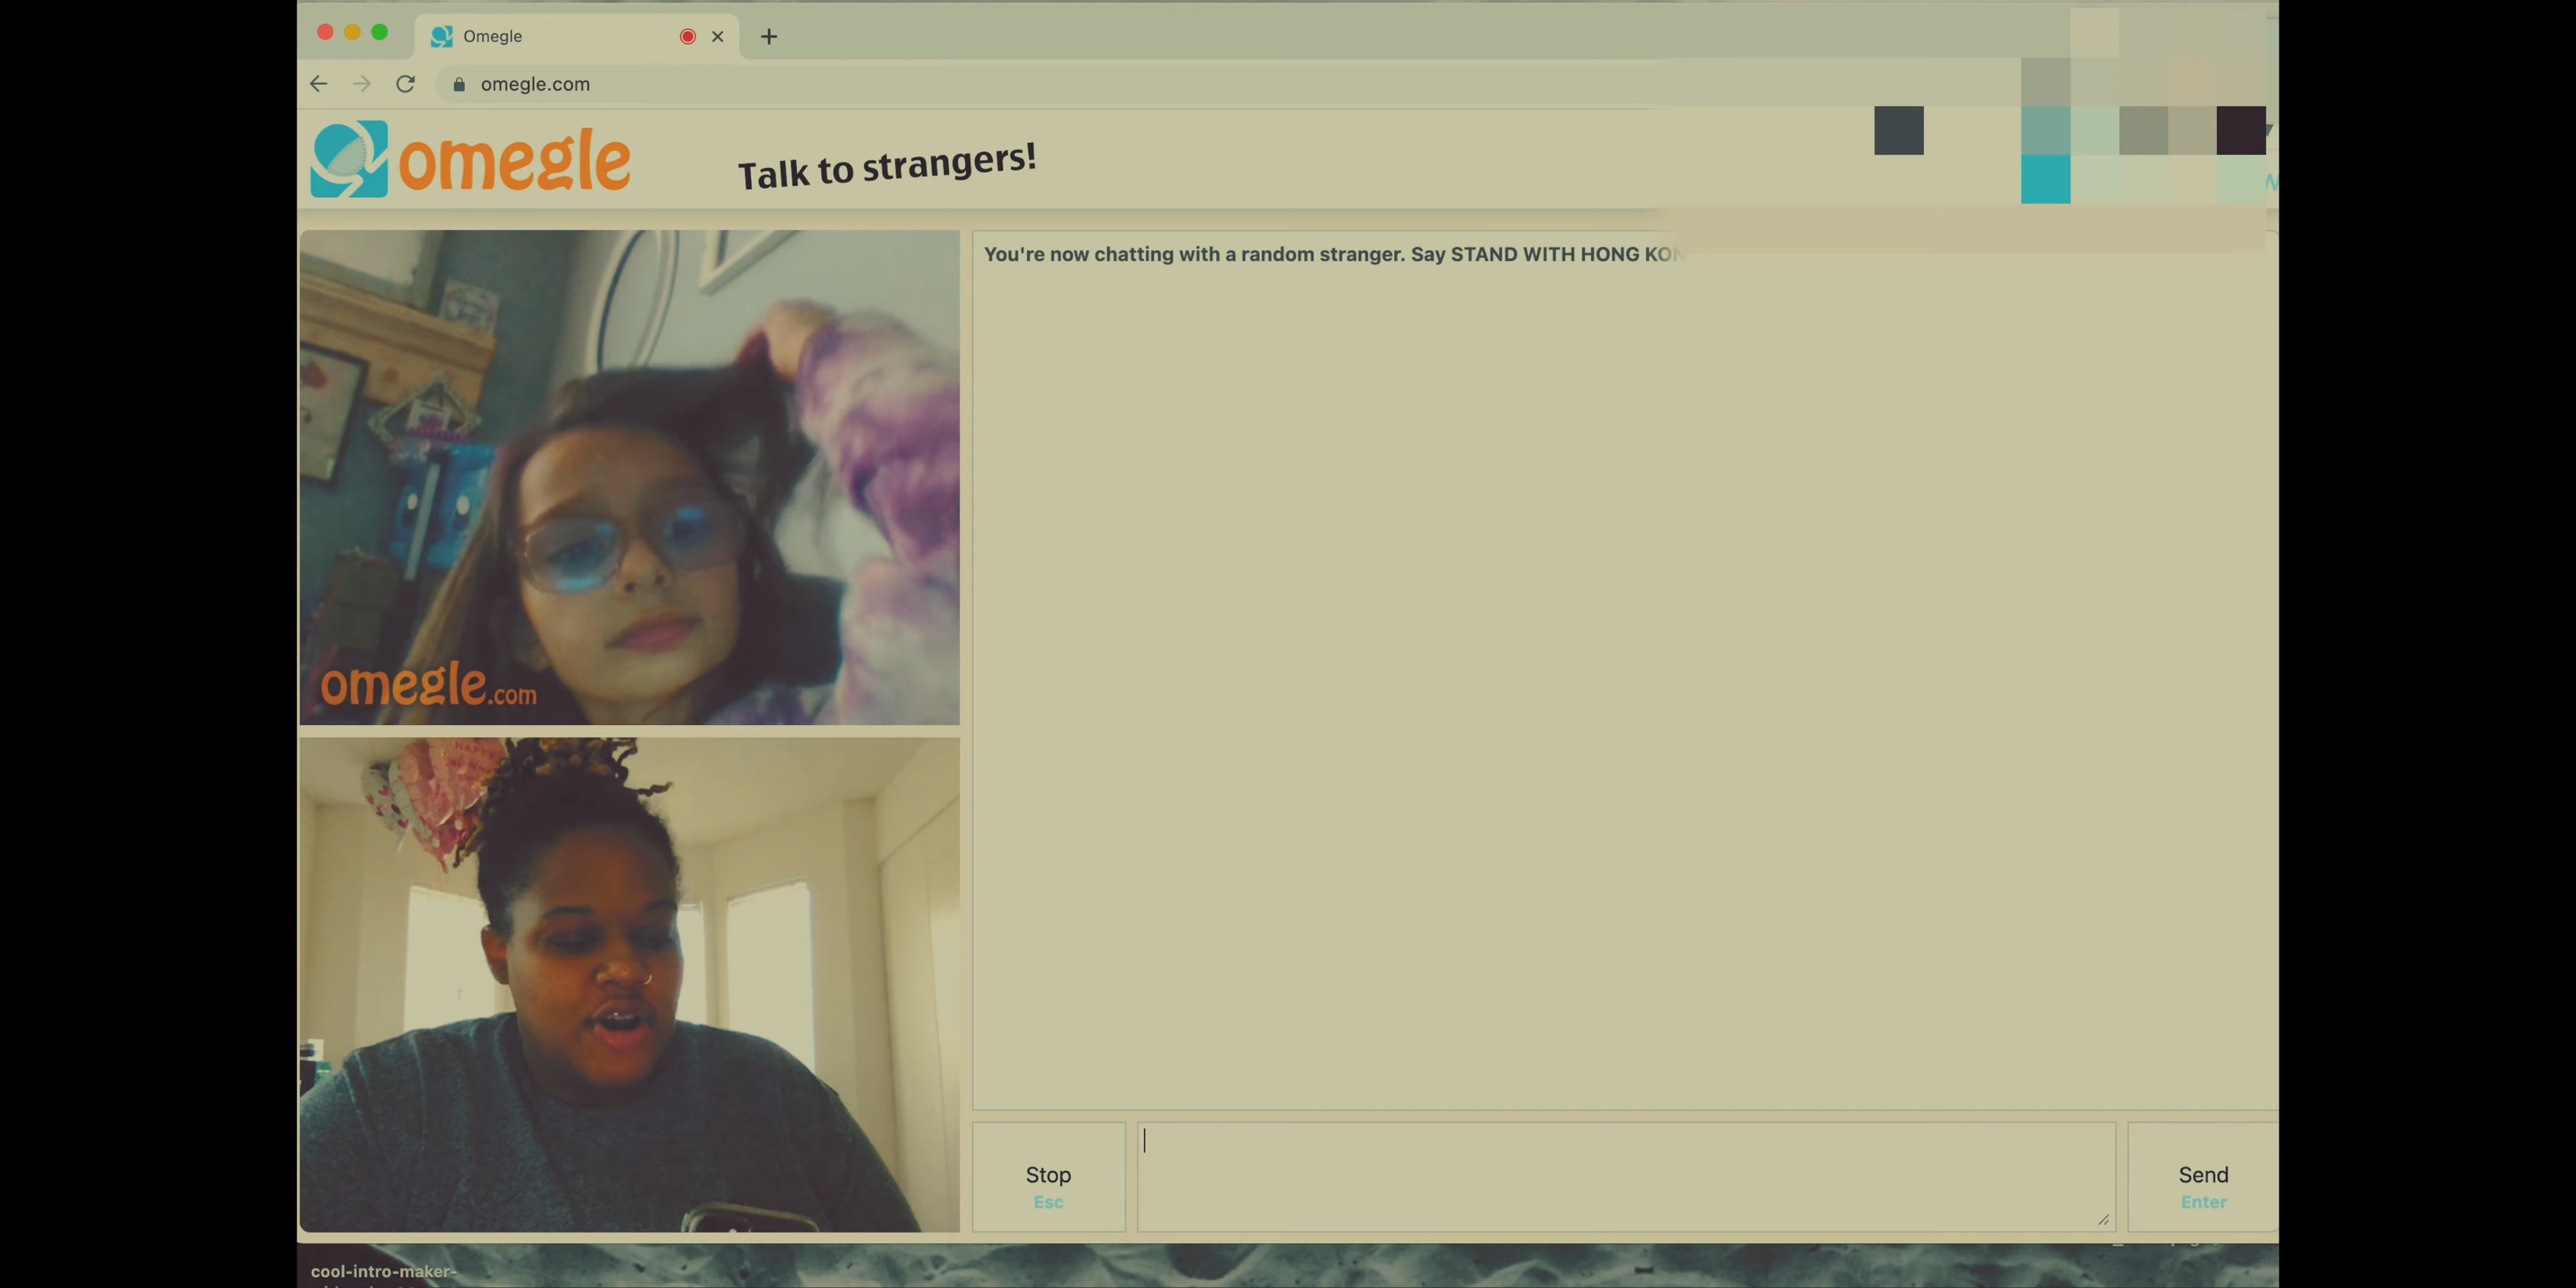 Omegle
omegle.com
omegle
Talk to strangers!
You're now chatting with a random stranger. Say STAND WITH HONG
omegle.com
HAPPY
Stop
Esc
Send
Enter
cool-intro-maker-